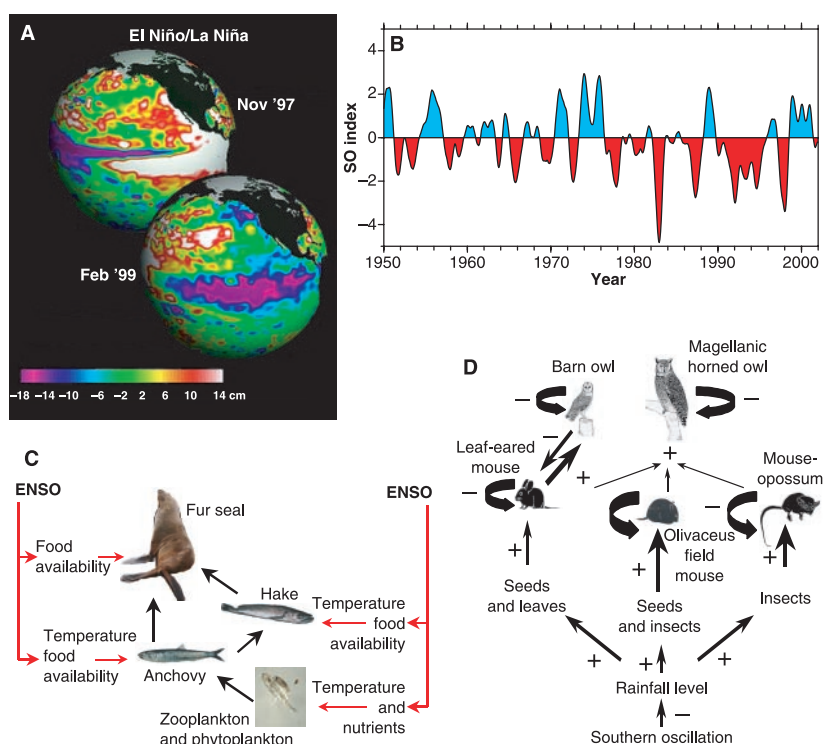 A
El Niño/La Niña
Nov '97
Feb '99
−18 −14 −10 −6 −2 2 6 10 14 cm
B
SO index
4
2
0
−2
−4
1950 1960 1970 1980 1990 2000
Year
C
ENSO
ENSO
Fur seal
Food
availability
Hake
Temperature
food
availability
Temperature
food
availability
Anchovy
Temperature
and
nutrients
Zooplankton
and phytoplankton
D
Barn owl
Magellanic
horned owl
−
−
−
Leaf-eared
mouse
+
+
Mouse-
opossum
−
−
Olivaceus
field
mouse
+
+
+
Seeds
and leaves
Seeds
and insects
Insects
+
+
+
Rainfall level
−
Southern oscillation